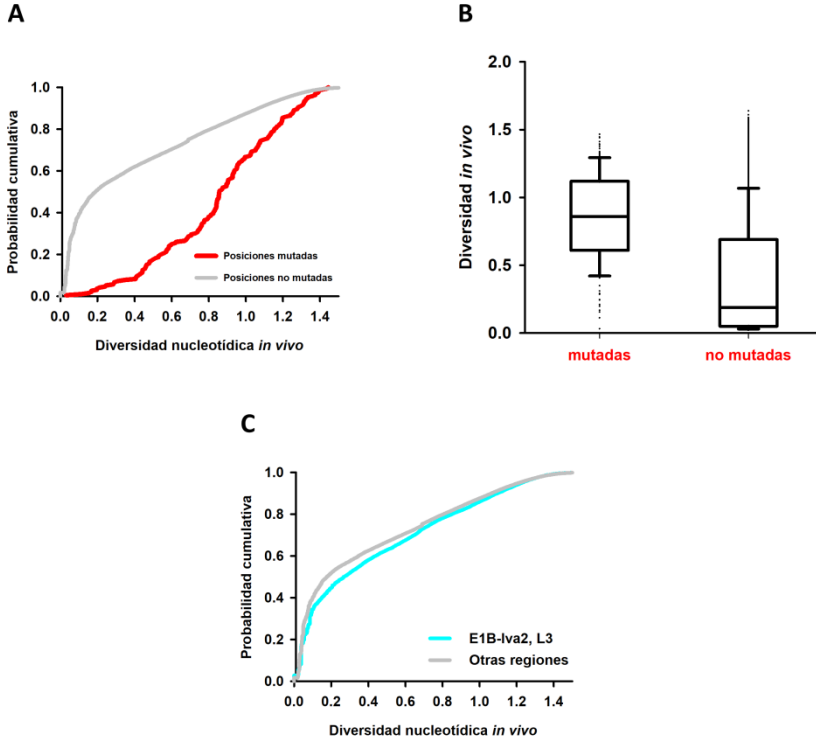 A
Probabilidad cumulativa
1.0
0.8
0.6
0.4
0.2
0.0
Posiciones mutadas
Posiciones no mutadas
0.0 0.2 0.4 0.6 0.8 1.0 1.2 1.4
Diversidad nucleotídica in vivo
B
Diversidad in vivo
2.0
1.5
1.0
0.5
0.0
mutadas no mutadas
C
Probabilidad cumulativa
1.0
0.8
0.6
0.4
0.2
0.0
E1B-Iva2, L3
Otras regiones
0.0 0.2 0.4 0.6 0.8 1.0 1.2 1.4
Diversidad nucleotídica in vivo